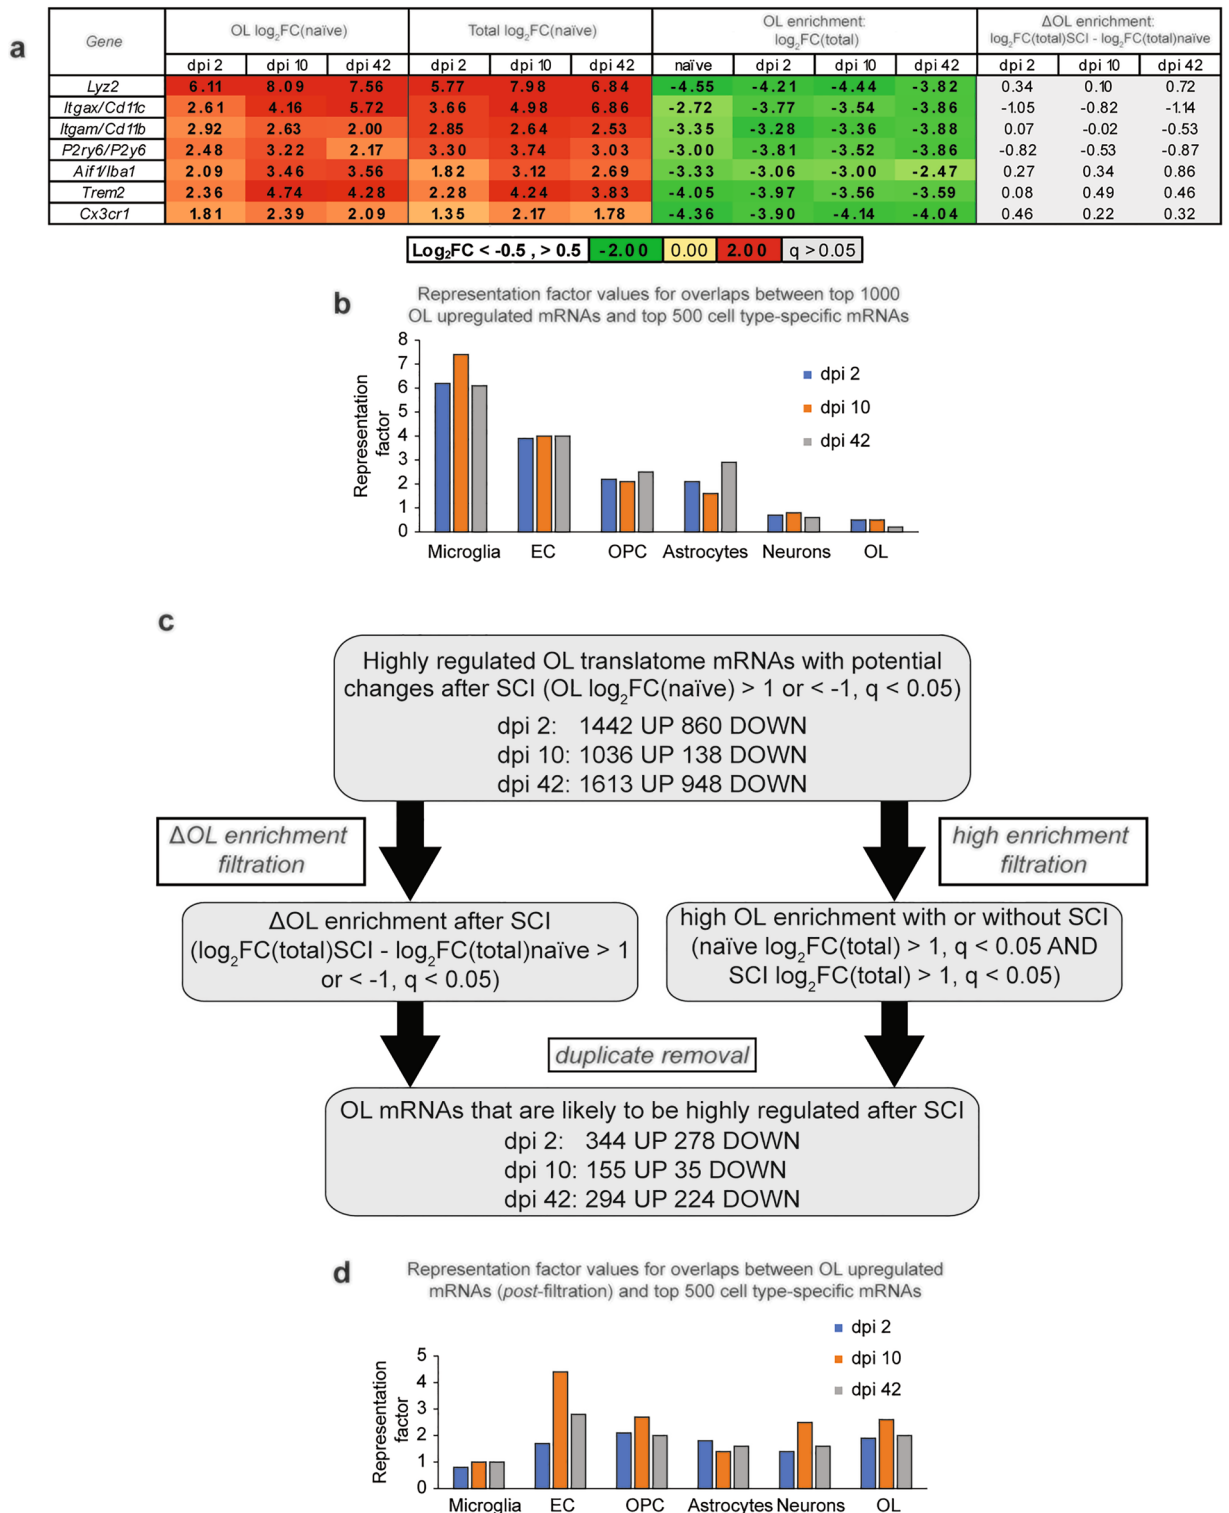 a
Gene OL log2FC(naïve) Total log2FC(naïve) OL enrichment: log2FC(total) ΔOL enrichment: log2FC(total)SCI - log2FC(total)naïve
dpi 2 dpi 10 dpi 42 dpi 2 dpi 10 dpi 42 naïve dpi 2 dpi 10 dpi 42 dpi 2 dpi 10 dpi 42
Lyz2 6.11 8.09 7.56 5.77 7.98 6.84 -4.55 -4.21 -4.44 -3.82 0.34 0.10 0.72
Itgax/Cd11c 2.61 4.16 5.72 3.66 4.98 6.86 -2.72 -3.77 -3.54 -3.86 -1.05 -0.82 -1.14
Itgam/Cd11b 2.92 2.63 2.00 2.85 2.64 2.53 -3.35 -3.28 -3.36 -3.88 0.07 -0.02 -0.53
P2ry6/P2y6 2.48 3.22 2.17 3.30 3.74 3.03 -3.00 -3.81 -3.52 -3.86 -0.82 -0.53 -0.87
Aif1/Iba1 2.09 3.46 3.56 1.82 3.12 2.69 -3.33 -3.06 -3.00 -2.47 0.27 0.34 0.86
Trem2 2.36 4.74 4.28 2.28 4.24 3.83 -4.05 -3.97 -3.56 -3.59 0.08 0.49 0.46
Cx3cr1 1.81 2.39 2.09 1.35 2.17 1.78 -4.36 -3.90 -4.14 -4.04 0.46 0.22 0.32
Log2FC < -0.5 , > 0.5 -2.00 0.00 2.00 q > 0.05
b
Representation factor values for overlaps between top 1000
OL upregulated mRNAs and top 500 cell type-specific mRNAs
Representation
factor
8
7
6
5
4
3
2
1
0
dpi 2
dpi 10
dpi 42
Microglia EC OPC Astrocytes Neurons OL
c
Highly regulated OL translatome mRNAs with potential
changes after SCI (OL log2FC(naïve) > 1 or < -1, q < 0.05)
dpi 2: 1442 UP 860 DOWN
dpi 10: 1036 UP 138 DOWN
dpi 42: 1613 UP 948 DOWN
ΔOL enrichment
filtration
high enrichment
filtration
ΔOL enrichment after SCI
(log2FC(total)SCI - log2FC(total)naïve > 1
or < -1, q < 0.05)
high OL enrichment with or without SCI
(naïve log2FC(total) > 1, q < 0.05 AND
SCI log2FC(total) > 1, q < 0.05)
duplicate removal
OL mRNAs that are likely to be highly regulated after SCI
dpi 2: 344 UP 278 DOWN
dpi 10: 155 UP 35 DOWN
dpi 42: 294 UP 224 DOWN
d
Representation factor values for overlaps between OL upregulated
mRNAs (post-filtration) and top 500 cell type-specific mRNAs
Representation
factor
5
4
3
2
1
0
dpi 2
dpi 10
dpi 42
Microglia EC OPC Astrocytes Neurons OL